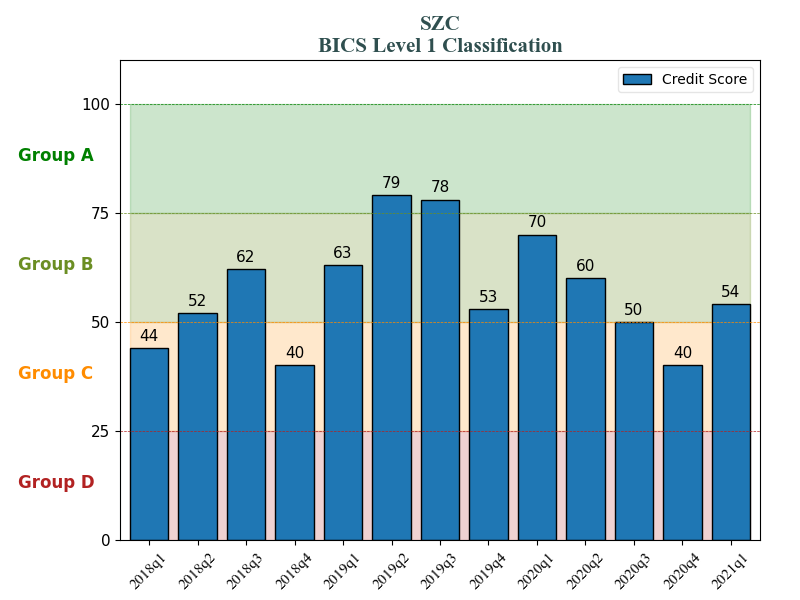 SZC
BICS Level 1 Classification
Credit Score
100
Group A
79
78
75
70
Group B
62
63
60
52
53
50
54
50
44
40
40
Group C
25
Group D
0
2018q1
2018q2
2018q3
2018q4
2019q1
2019q2
2019q3
2019q4
2020q1
2020q2
2020q3
2020q4
2021q1